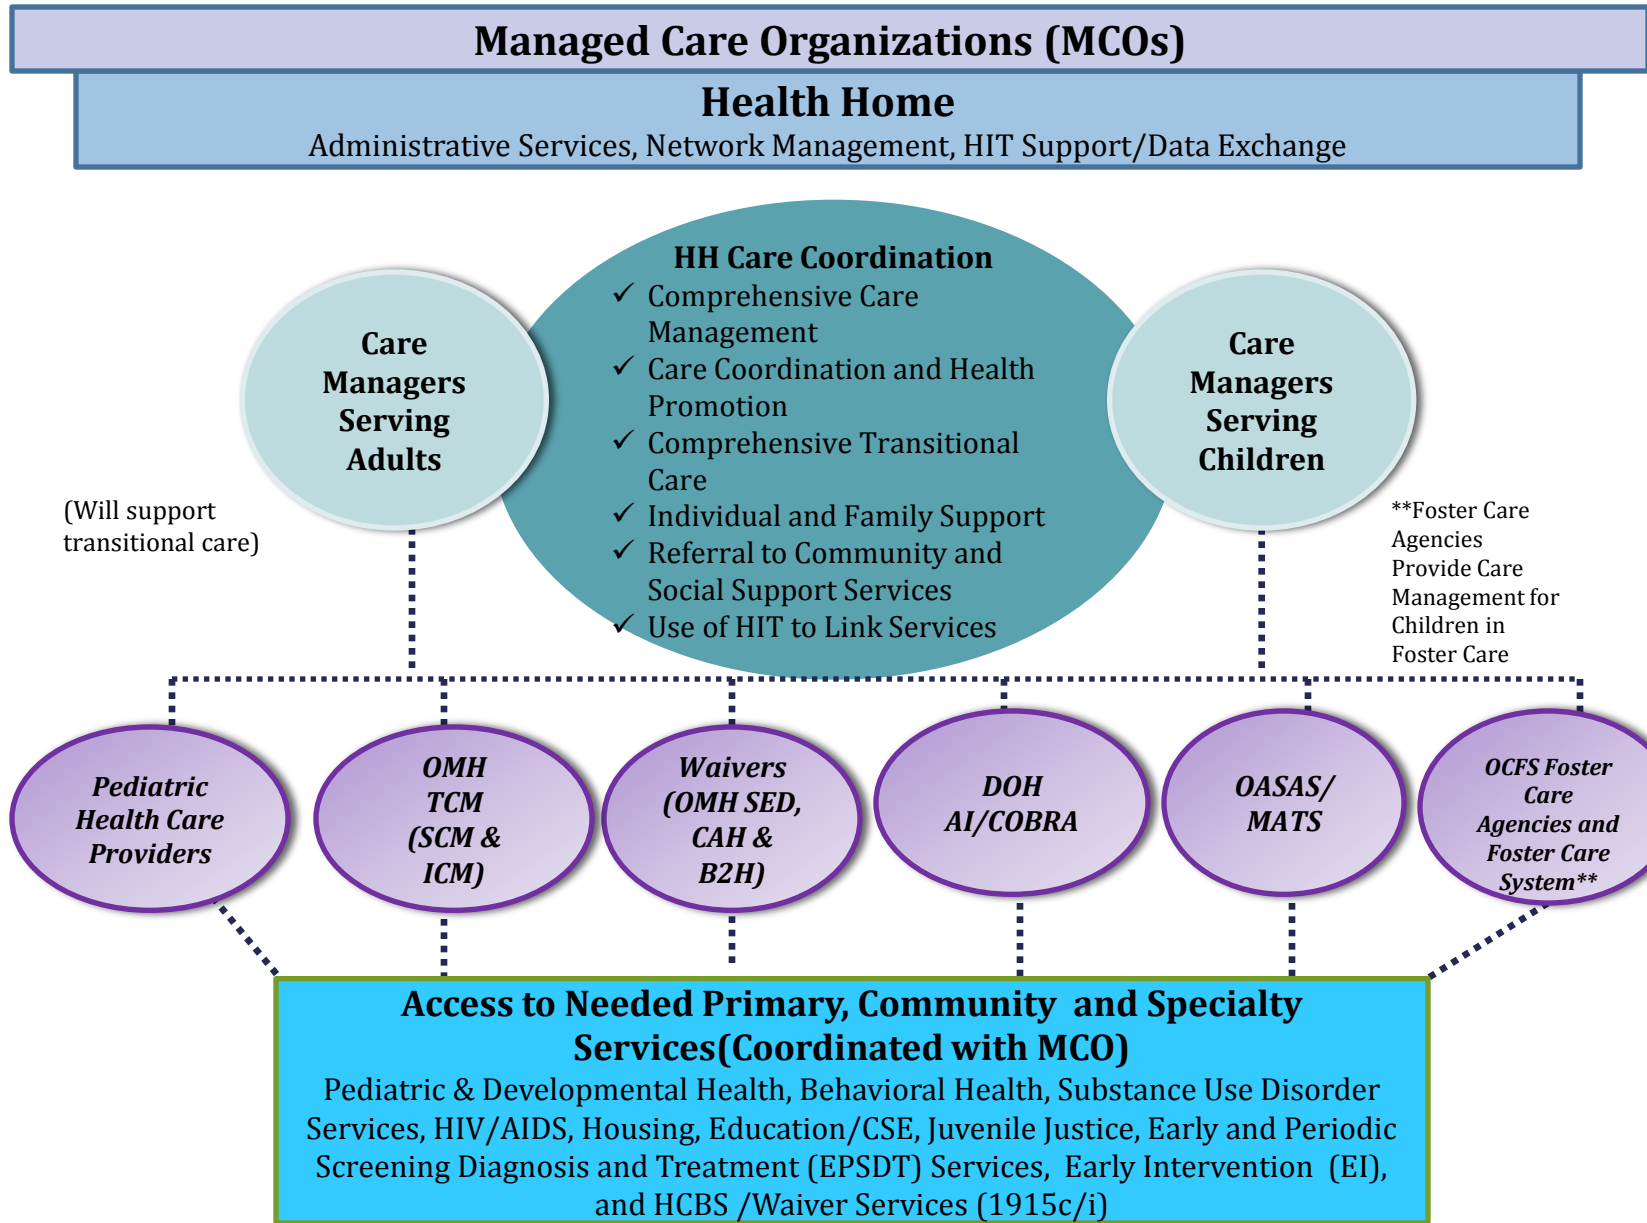 Managed Care Organizations (MCOs)
Health Home
Administrative Services, Network Management, HIT Support/Data Exchange
HH Care Coordination
✓ Comprehensive Care
Management
✓ Care Coordination and Health
Promotion
✓ Comprehensive Transitional
Care
✓ Individual and Family Support
✓ Referral to Community and
Social Support Services
✓ Use of HIT to Link Services
Care
Managers
Serving
Adults
Care
Managers
Serving
Children
(Will support
transitional care)
**Foster Care
Agencies
Provide Care
Management for
Children in
Foster Care
Pediatric
Health Care
Providers
OMH
TCM
(SCM &
ICM)
Waivers
(OMH SED,
CAH &
B2H)
DOH
AI/COBRA
OASAS/
MATS
OCFS Foster
Care
Agencies and
Foster Care
System**
Access to Needed Primary, Community and Specialty
Services(Coordinated with MCO)
Pediatric & Developmental Health, Behavioral Health, Substance Use Disorder
Services, HIV/AIDS, Housing, Education/CSE, Juvenile Justice, Early and Periodic
Screening Diagnosis and Treatment (EPSDT) Services, Early Intervention (EI),
and HCBS /Waiver Services (1915c/i)